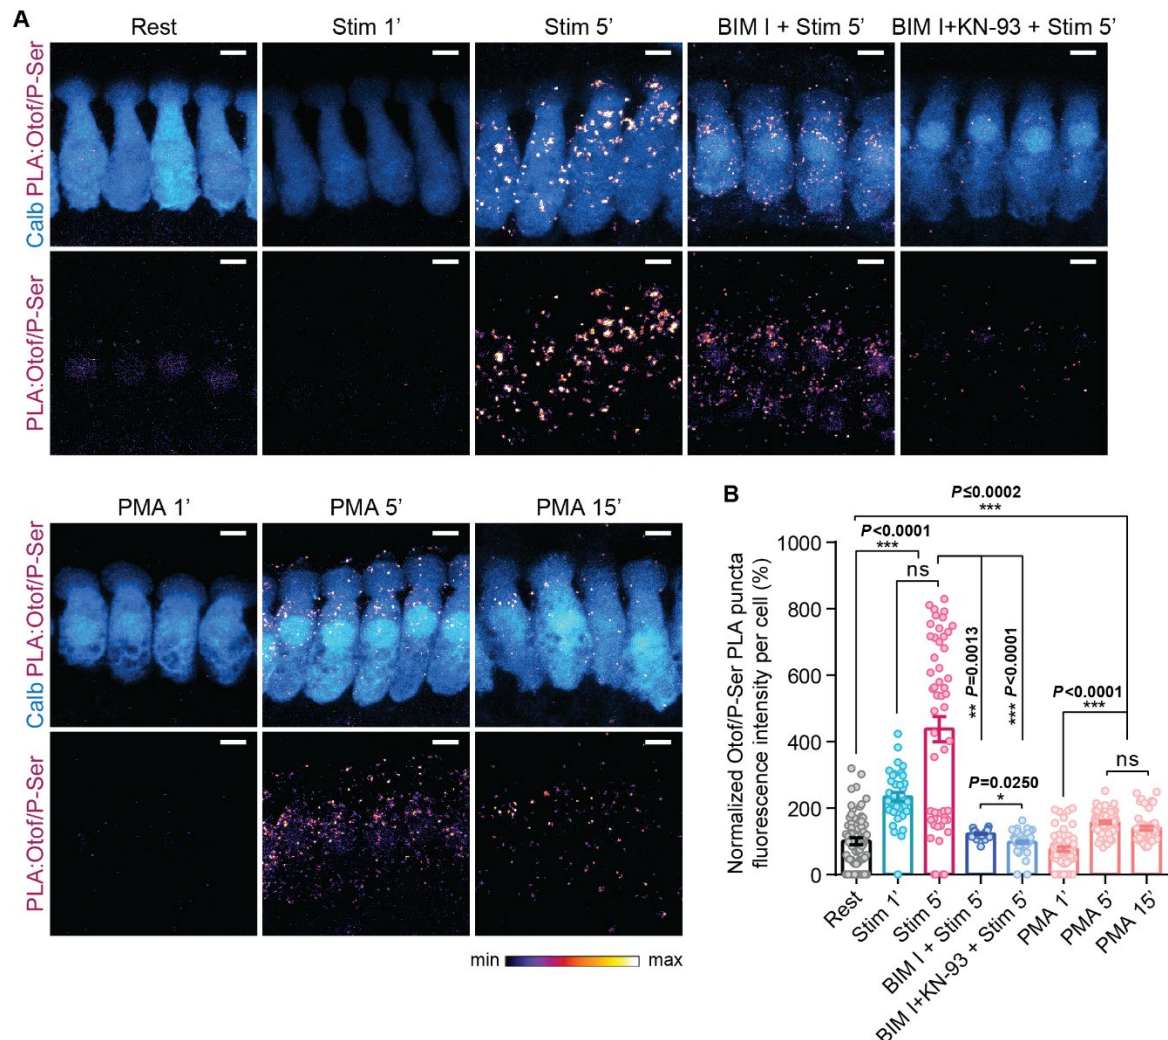 A
Rest
Stim 1’
Stim 5’
BIM I + Stim 5’
BIM I+KN-93 + Stim 5’
Calb PLA:Otof/P-Ser
PLA:Otof/P-Ser
PMA 1’
PMA 5’
PMA 15’
Calb PLA:Otof/P-Ser
PLA:Otof/P-Ser
min
max
B
Normalized Otof/P-Ser PLA puncta
fluorescence intensity per cell (%)
1000
800
600
400
200
0
P≤0.0002
***
P<0.0001
***
ns
** P=0.0013
*** P<0.0001
P=0.0250
*
P<0.0001
***
ns
Rest
Stim 1’
Stim 5’
BIM I + Stim 5’
BIM I+KN-93 + Stim 5’
PMA 1’
PMA 5’
PMA 15’